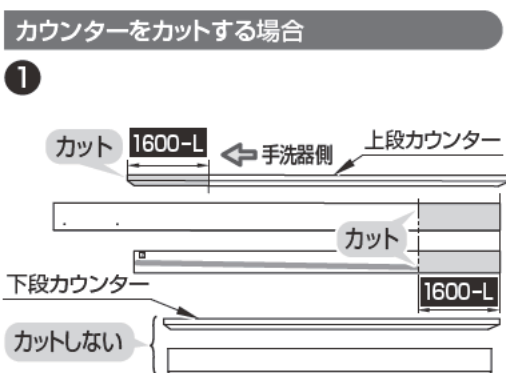 カウンターをカットする場合
❶
カット 1600-L 手洗器側 上段カウンター
カット
1600-L
下段カウンター
カットしない